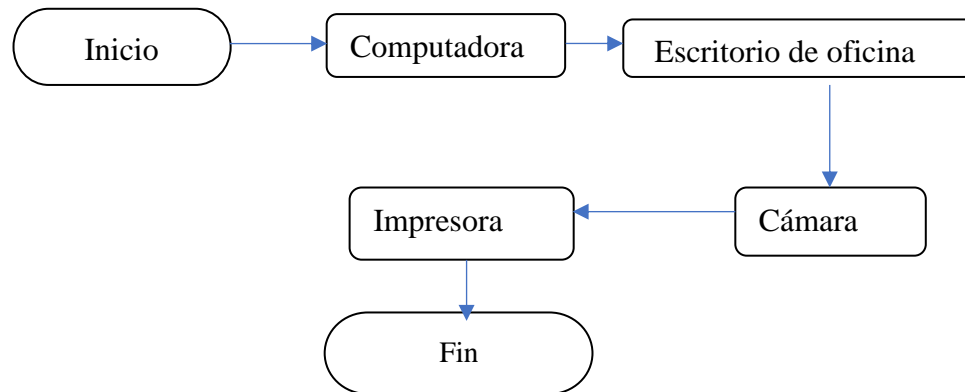 Inicio
Computadora
Escritorio de oficina
Cámara
Impresora
Fin